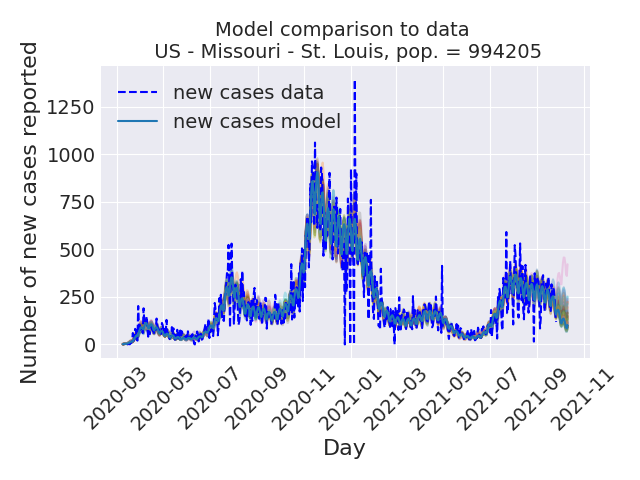 Model comparison to data
US - Missouri - St. Louis, pop. = 994205
Number of new cases reported
new cases data
new cases model
1250
1000
750
500
250
0
2020-03
2020-05
2020-07
2020-09
2020-11
2021-01
2021-03
2021-05
2021-07
2021-09
2021-11
Day